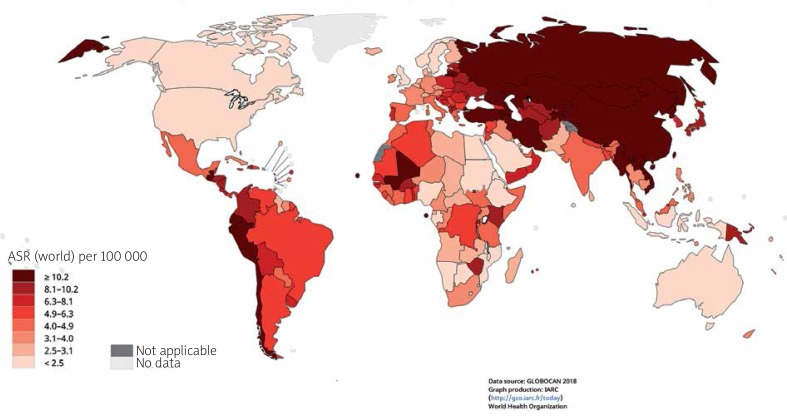 ASR (world) per 100 000
≥ 10.2
8.1–10.2
6.3–8.1
4.9–6.3
4.0–4.9
3.1–4.0
2.5–3.1
< 2.5
Not applicable
No data
Data source: GLOBOCAN 2018
Graph production: IARC
(http://gco.iarc.fr/today)
World Health Organization